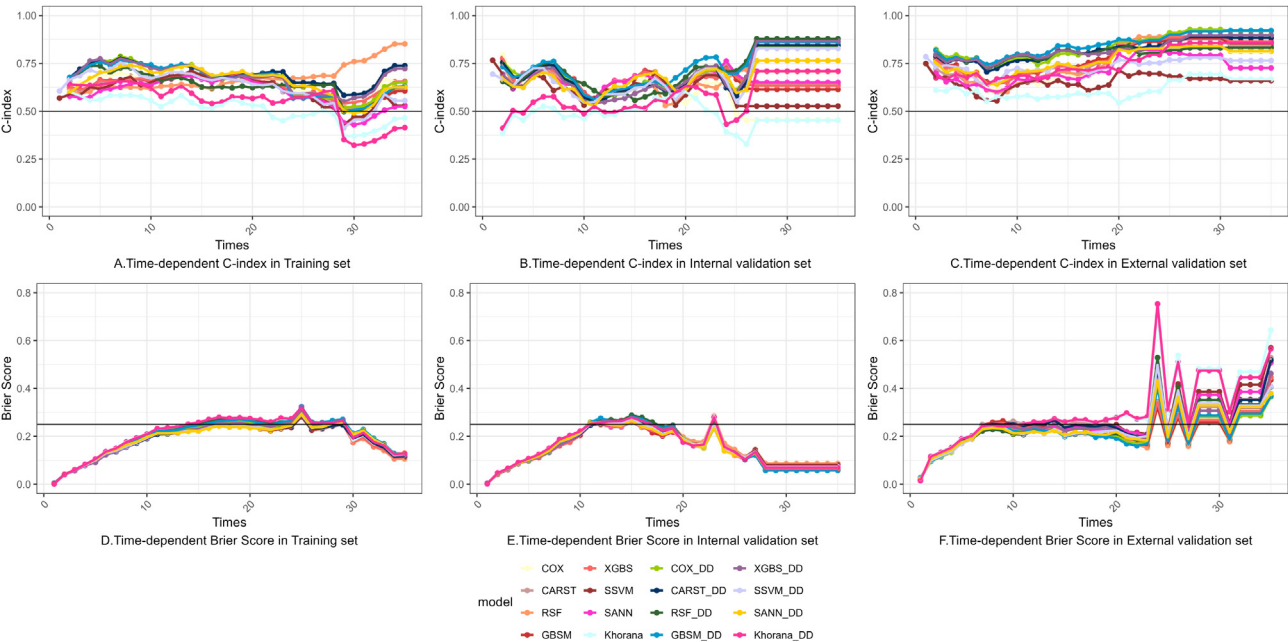 1.00
0.75
0.50
0.25
0.00
C-index
0
10
20
30
Times
A.Time-dependent C-index in Training set
1.00
0.75
0.50
0.25
0.00
C-index
0
10
20
30
Times
B.Time-dependent C-index in Internal validation set
1.00
0.75
0.50
0.25
0.00
C-index
0
10
20
30
Times
C.Time-dependent C-index in External validation set
0.8
0.6
0.4
0.2
0.0
Brier Score
0
10
20
30
Times
D.Time-dependent Brier Score in Training set
0.8
0.6
0.4
0.2
0.0
Brier Score
0
10
20
30
Times
E.Time-dependent Brier Score in Internal validation set
0.8
0.6
0.4
0.2
0.0
Brier Score
0
10
20
30
Times
F.Time-dependent Brier Score in External validation set
model
COX XGBS COX_DD XGBS_DD
CARST SSVM CARST_DD SSVM_DD
RSF SANN RSF_DD SANN_DD
GBSM Khorana GBSM_DD Khorana_DD